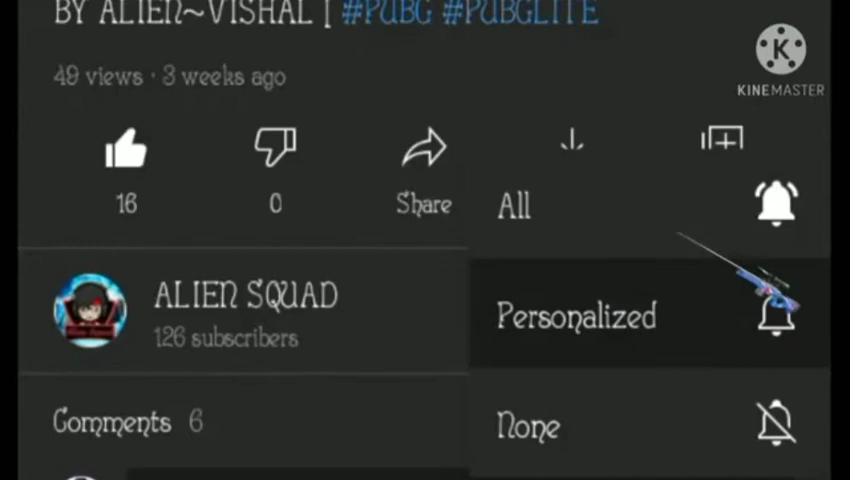 BY ALIEN~VISHAL [ #PUBG #PUBGLITE
KINEMASTER
49 views · 3 weeks ago
16
0
Share
All
ALIEN SQUAD
126 subscribers
Personalized
Comments 6
None